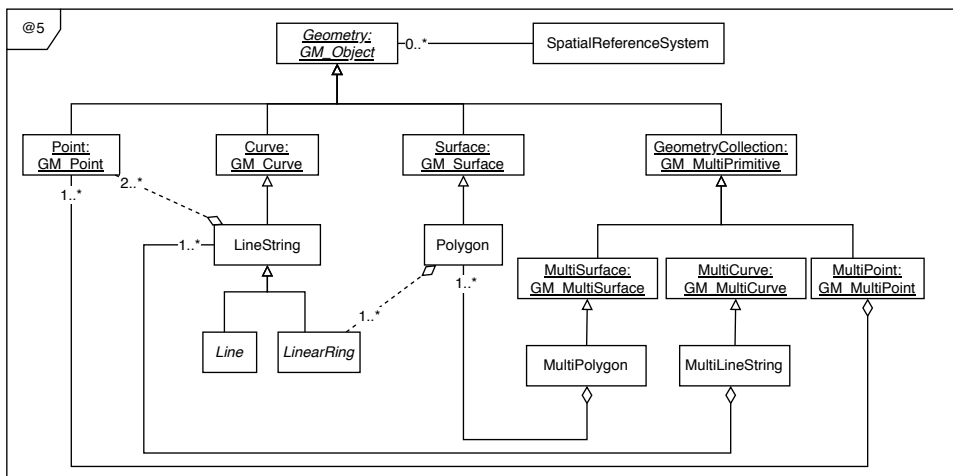 @5
Geometry:
GM_Object
0..*
SpatialReferenceSystem
Point:
GM_Point
Curve:
GM_Curve
Surface:
GM_Surface
GeometryCollection:
GM_MultiPrimitive
1..*
2..*
1..*
LineString
Polygon
1..*
MultiSurface:
GM_MultiSurface
MultiCurve:
GM_MultiCurve
MultiPoint:
GM_MultiPoint
1..*
Line
LinearRing
MultiPolygon
MultiLineString